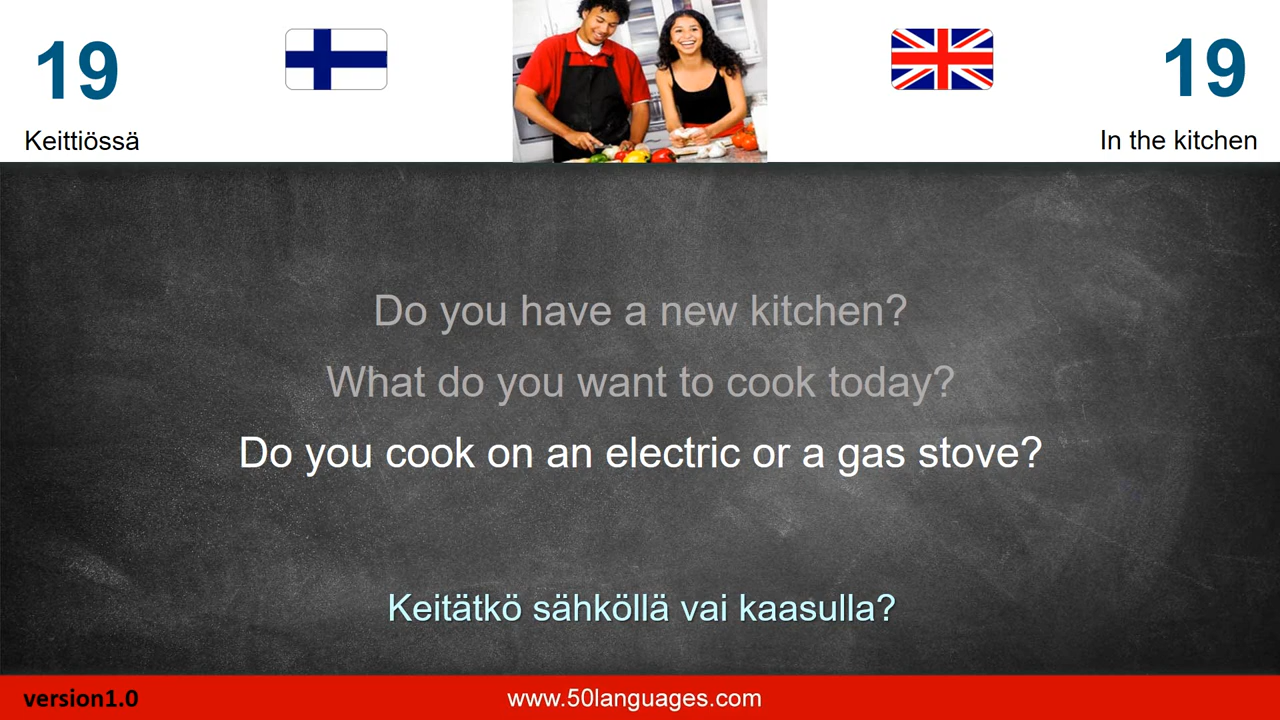 19
19
Keittiössä
In the kitchen
Do you have a new kitchen?
What do you want to cook today?
Do you cook on an electric or a gas stove?
Keitätkö sähköllä vai kaasulla?
version1.0
www.50languages.com